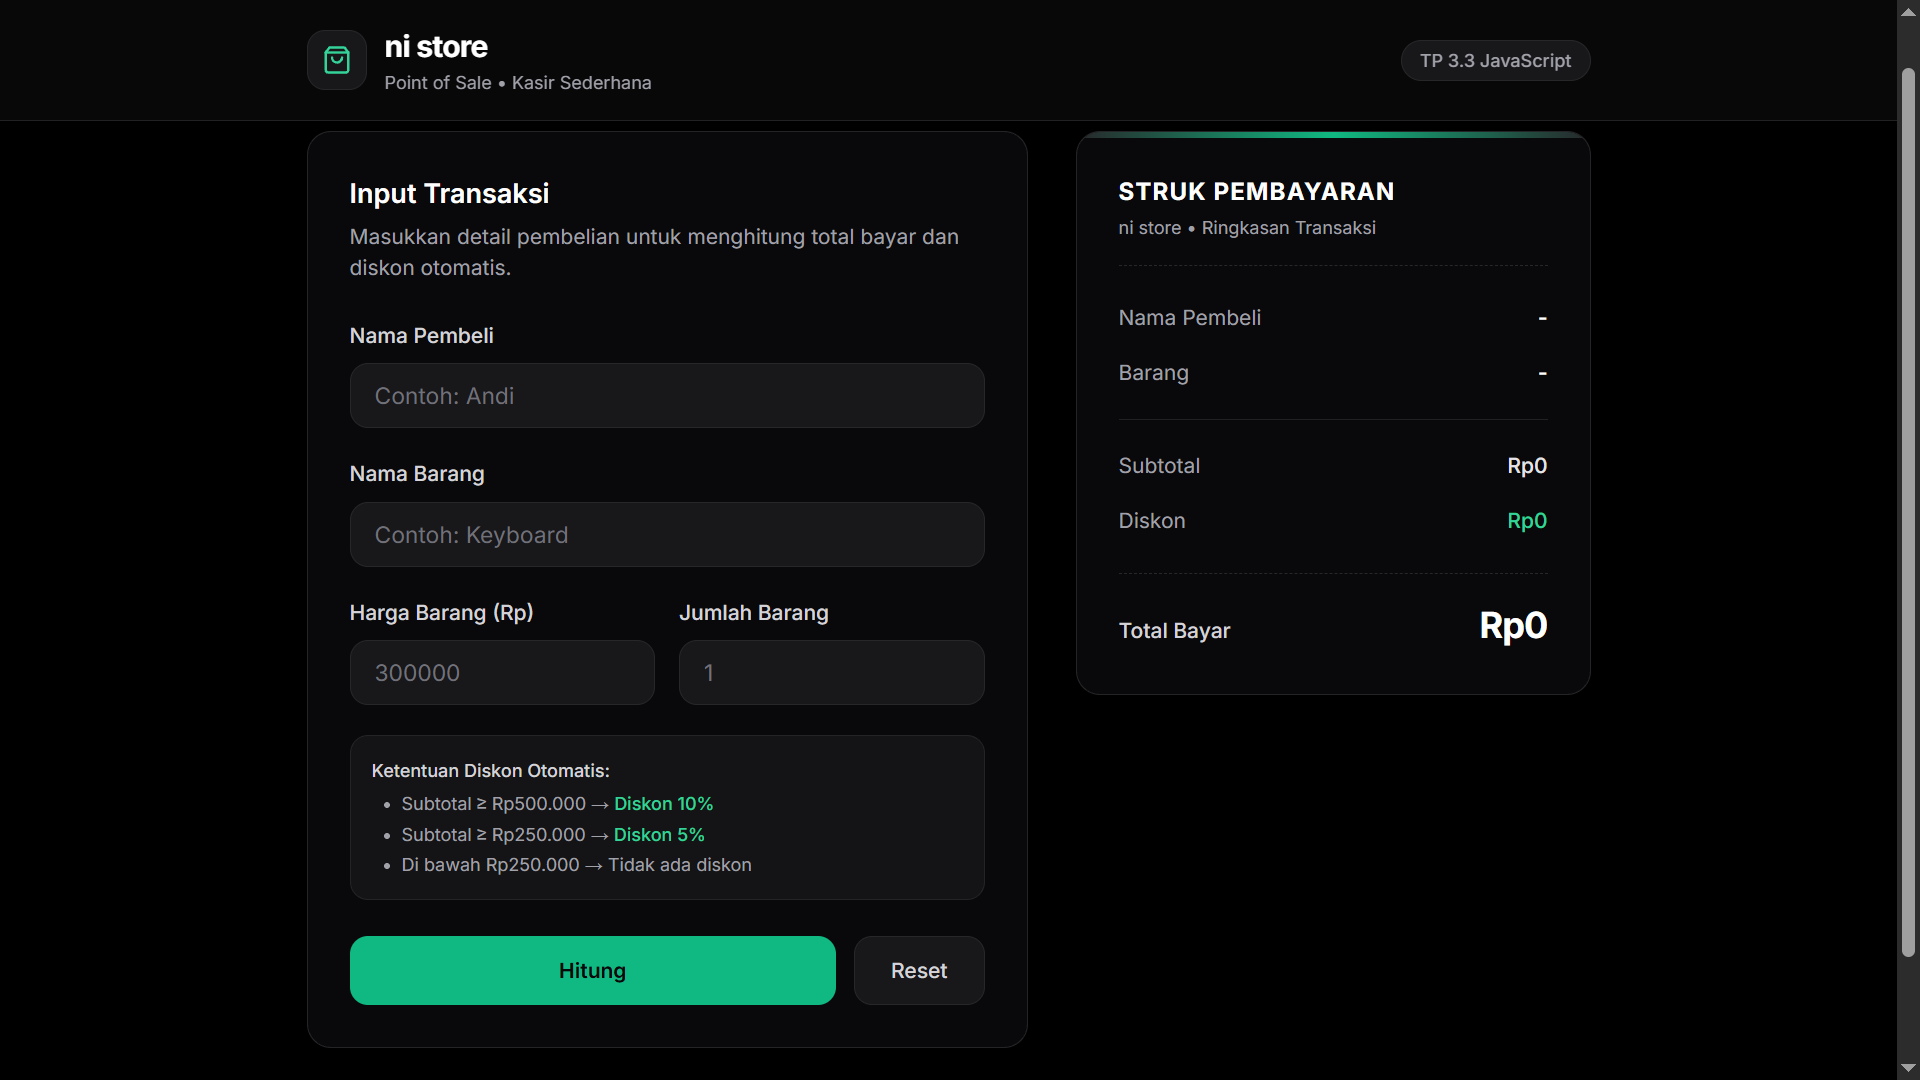 ni store
Point of Sale • Kasir Sederhana
TP 3.3 JavaScript
Input Transaksi
Masukkan detail pembelian untuk menghitung total bayar dan
diskon otomatis.
Nama Pembeli
Contoh: Andi
Nama Barang
Contoh: Keyboard
Harga Barang (Rp)
Jumlah Barang
300000
1
Ketentuan Diskon Otomatis:
• Subtotal ≥ Rp500.000 → Diskon 10%
• Subtotal ≥ Rp250.000 → Diskon 5%
• Di bawah Rp250.000 → Tidak ada diskon
Hitung
Reset
STRUK PEMBAYARAN
ni store • Ringkasan Transaksi
Nama Pembeli -
Barang -
Subtotal Rp0
Diskon Rp0
Total Bayar Rp0